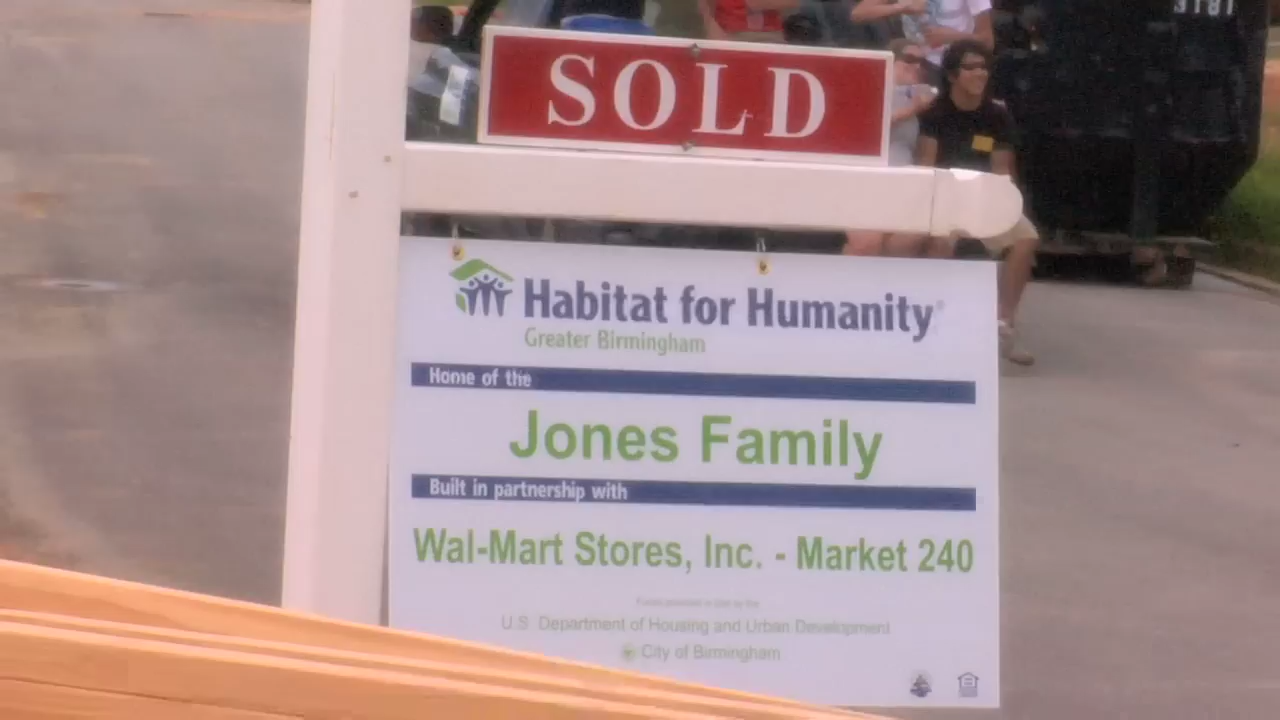 3181
SOLD
Habitat for Humanity®
Greater Birmingham
Home of the
Jones Family
Built in partnership with
Wal-Mart Stores, Inc. - Market 240
U.S Department of Housing and Urban Development
City of Birmingham